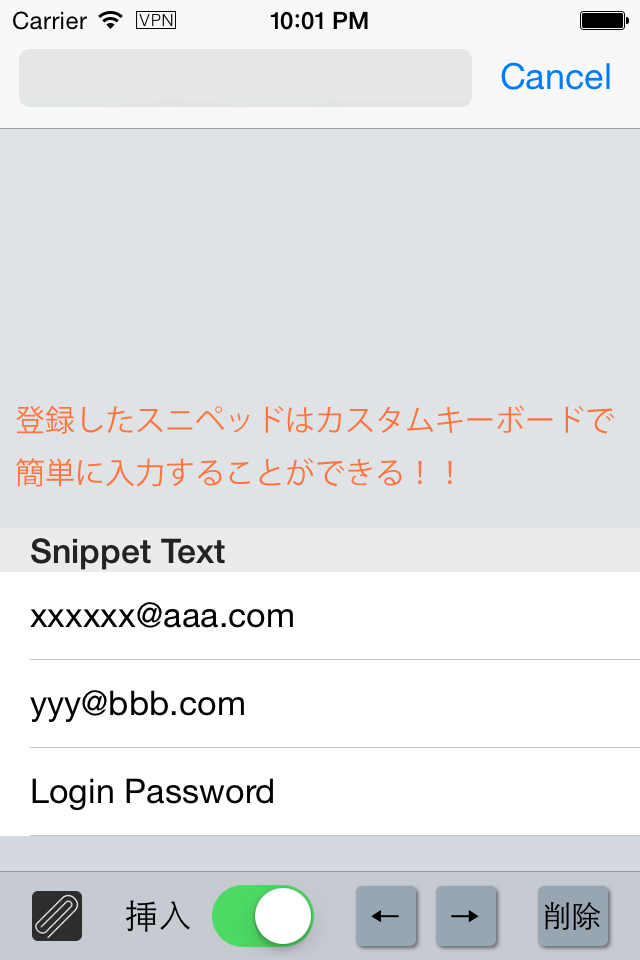 Carrier VPN 10:01 PM
Cancel
登録したスニペッドはカスタムキーボードで
簡単に入力することができる！！
Snippet Text
xxxxxx@aaa.com
yyy@bbb.com
Login Password
挿入 ← → 削除